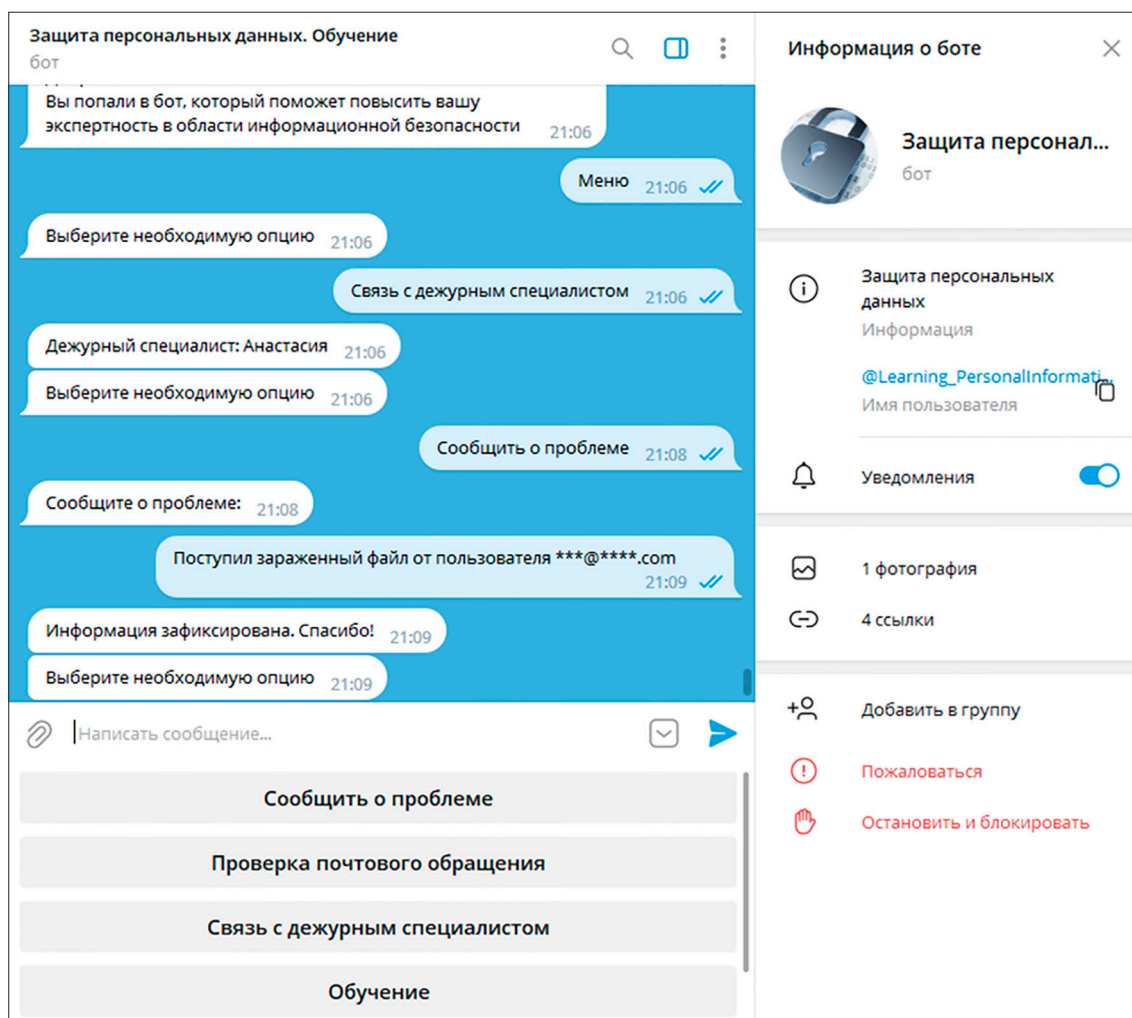 Защита персональных данных. Обучение
бот
Вы попали в бот, который поможет повысить вашу
экспертность в области информационной безопасности 21:06
Меню 21:06
Выберите необходимую опцию 21:06
Связь с дежурным специалистом 21:06
Дежурный специалист: Анастасия 21:06
Выберите необходимую опцию 21:06
Сообщить о проблеме 21:08
Сообщите о проблеме: 21:08
Поступил зараженный файл от пользователя ***@****.com
21:09
Информация зафиксирована. Спасибо! 21:09
Выберите необходимую опцию 21:09
Написать сообщение...
Сообщить о проблеме
Проверка почтового обращения
Связь с дежурным специалистом
Обучение
Информация о боте
Защита персонал...
бот
Защита персональных
данных
Информация
@Learning_PersonalInformati...
Имя пользователя
Уведомления
1 фотография
4 ссылки
Добавить в группу
Пожаловаться
Остановить и блокировать